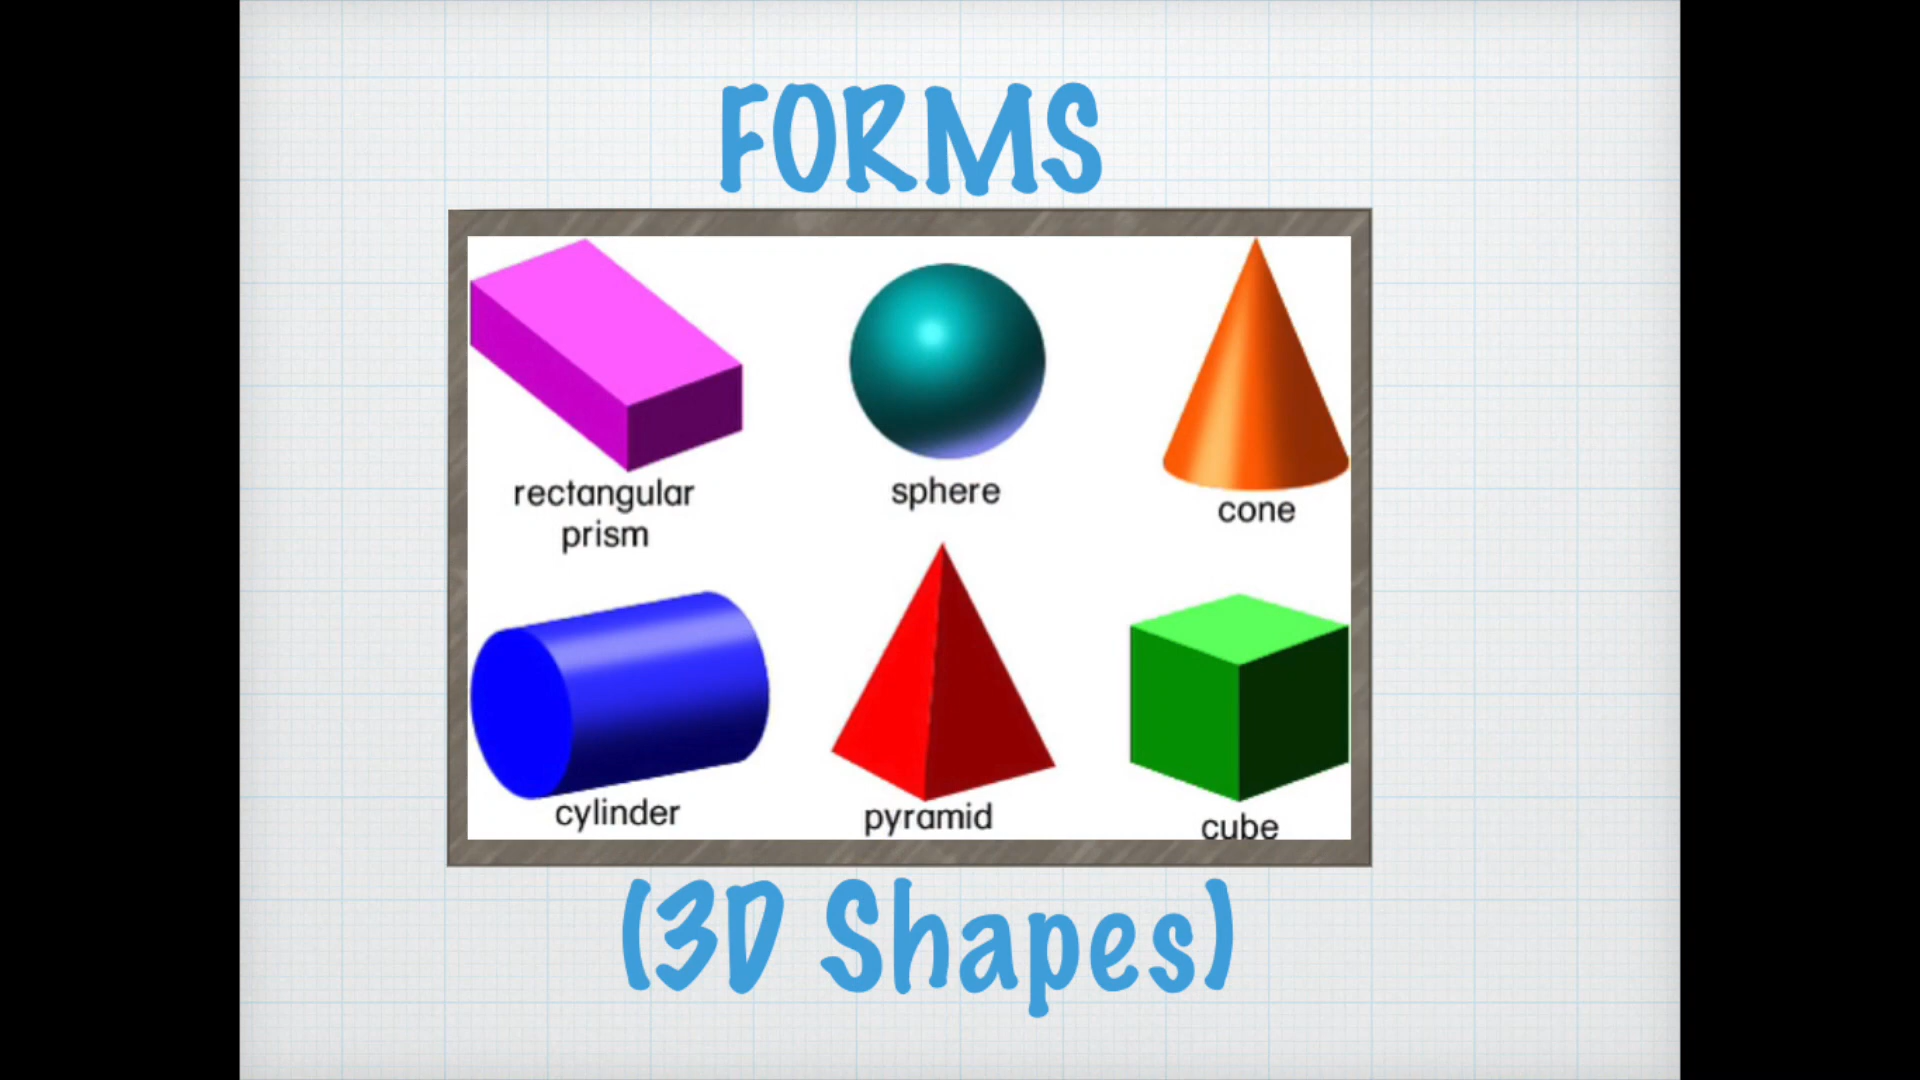 FORMS
rectangular
prism
sphere
cone
cylinder
pyramid
cube
(3D Shapes)